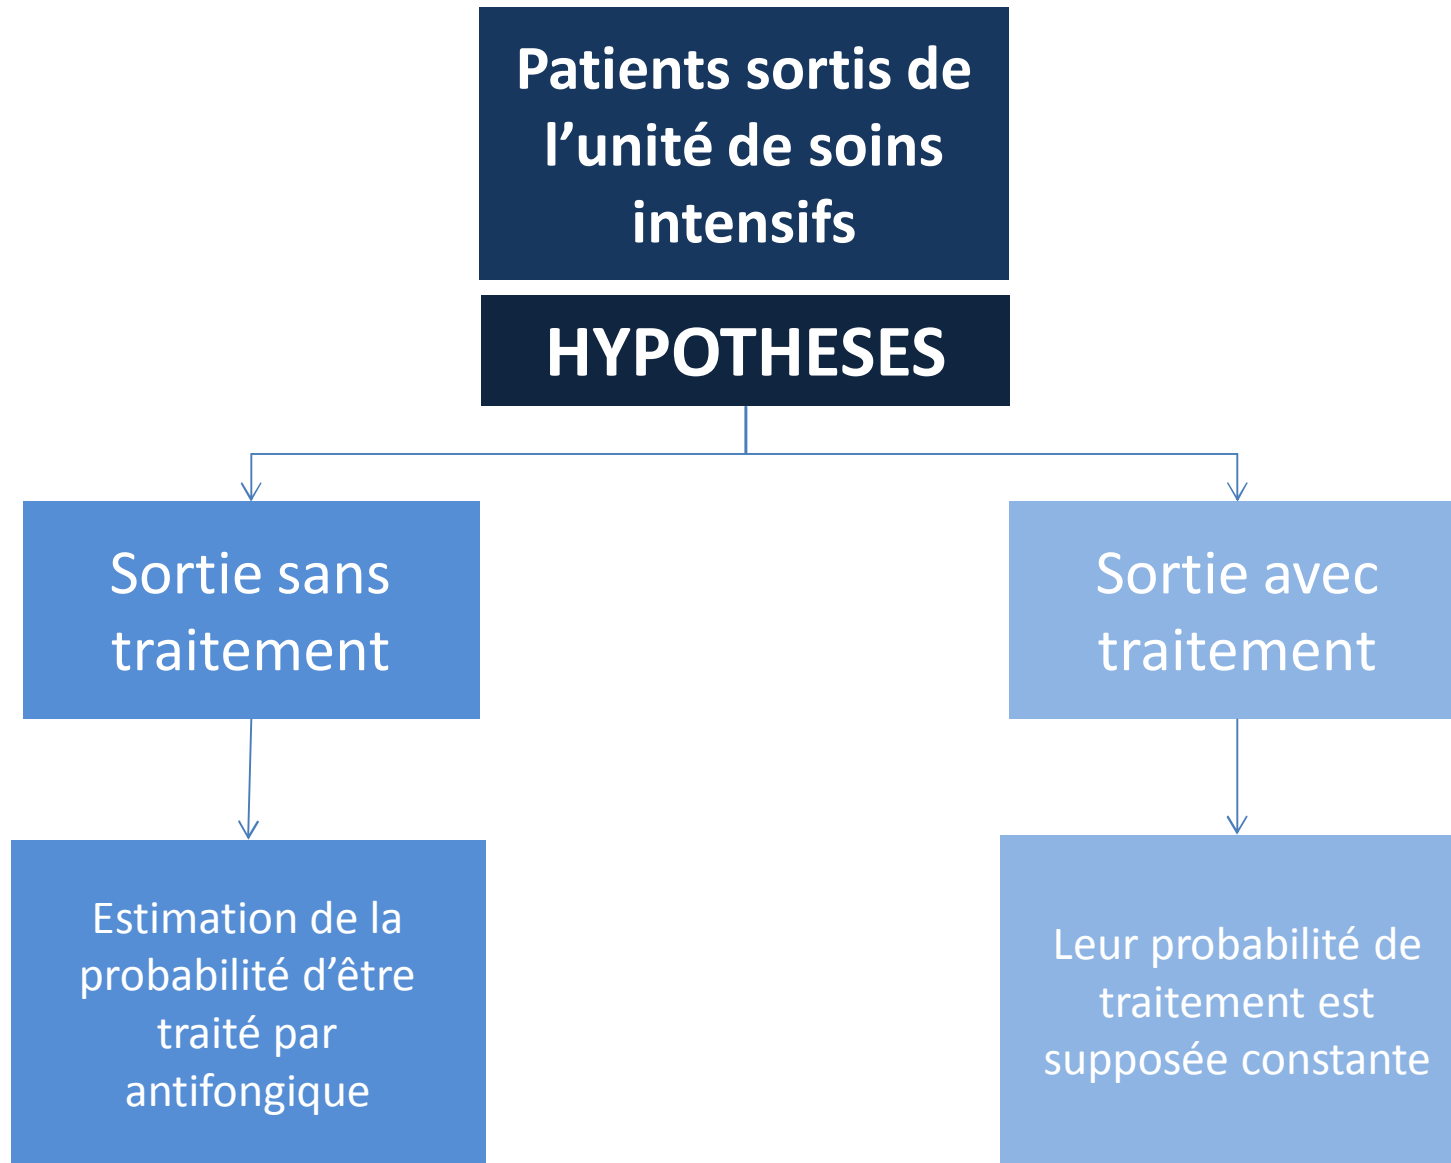 Patients sortis de
l’unité de soins
intensifs
HYPOTHESES
Sortie sans
traitement
Sortie avec
traitement
Estimation de la
probabilité d’être
traité par
antifongique
Leur probabilité de
traitement est
supposée constante